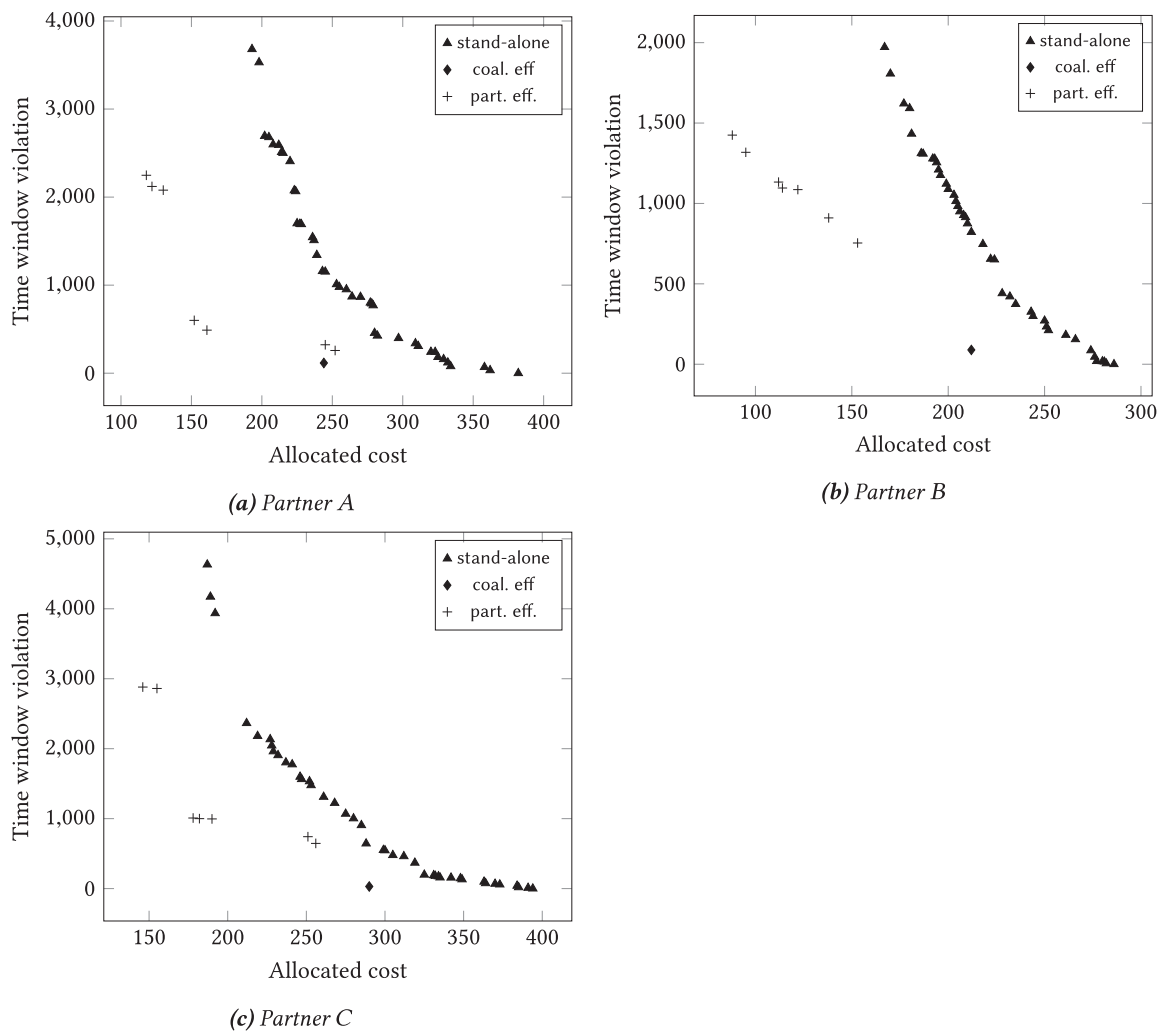 4,000
3,000
2,000
1,000
0
Time window violation
100 150 200 250 300 350 400
Allocated cost
stand-alone
coal. eff
part. eff.
(a) Partner A
2,000
1,500
1,000
500
0
Time window violation
100 150 200 250 300
Allocated cost
stand-alone
coal. eff
part. eff.
(b) Partner B
5,000
4,000
3,000
2,000
1,000
0
Time window violation
150 200 250 300 350 400
Allocated cost
stand-alone
coal. eff
part. eff.
(c) Partner C